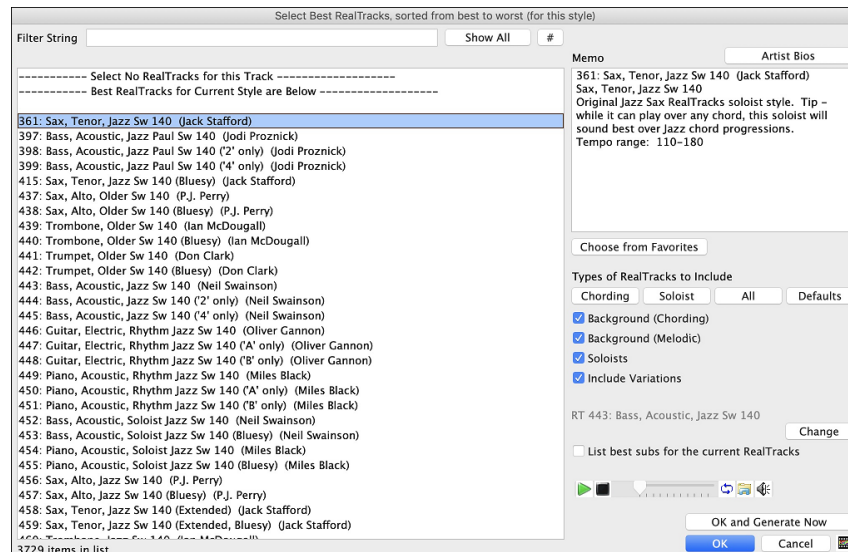 Select Best RealTracks, sorted from best to worst (for this style)
Filter String
Show All
#
----------- Select No RealTracks for this Track -------------------
----------- Best RealTracks for Current Style are Below -------------------
361: Sax, Tenor, Jazz Sw 140 (Jack Stafford)
397: Bass, Acoustic, Jazz Paul Sw 140 (Jodi Proznick)
398: Bass, Acoustic, Jazz Paul Sw 140 ('2' only) (Jodi Proznick)
399: Bass, Acoustic, Jazz Paul Sw 140 ('4' only) (Jodi Proznick)
415: Sax, Tenor, Jazz Sw 140 (Bluesy) (Jack Stafford)
437: Sax, Alto, Older Sw 140 (P.J. Perry)
438: Sax, Alto, Older Sw 140 (Bluesy) (P.J. Perry)
439: Trombone, Older Sw 140 (Ian McDougall)
440: Trombone, Older Sw 140 (Bluesy) (Ian McDougall)
441: Trumpet, Older Sw 140 (Don Clark)
442: Trumpet, Older Sw 140 (Bluesy) (Don Clark)
443: Bass, Acoustic, Jazz Sw 140 (Neil Swainson)
444: Bass, Acoustic, Jazz Sw 140 ('2' only) (Neil Swainson)
445: Bass, Acoustic, Jazz Sw 140 ('4' only) (Neil Swainson)
446: Guitar, Electric, Rhythm Jazz Sw 140 (Oliver Gannon)
447: Guitar, Electric, Rhythm Jazz Sw 140 ('A' only) (Oliver Gannon)
448: Guitar, Electric, Rhythm Jazz Sw 140 ('B' only) (Oliver Gannon)
449: Piano, Acoustic, Rhythm Jazz Sw 140 (Miles Black)
450: Piano, Acoustic, Rhythm Jazz Sw 140 ('A' only) (Miles Black)
451: Piano, Acoustic, Rhythm Jazz Sw 140 ('B' only) (Miles Black)
452: Bass, Acoustic, Soloist Jazz Sw 140 (Neil Swainson)
453: Bass, Acoustic, Soloist Jazz Sw 140 (Bluesy) (Neil Swainson)
454: Piano, Acoustic, Soloist Jazz Sw 140 (Miles Black)
455: Piano, Acoustic, Soloist Jazz Sw 140 (Bluesy) (Miles Black)
456: Sax, Alto, Jazz Sw 140 (P.J. Perry)
457: Sax, Alto, Jazz Sw 140 (Bluesy) (P.J. Perry)
458: Sax, Tenor, Jazz Sw 140 (Extended) (Jack Stafford)
459: Sax, Tenor, Jazz Sw 140 (Extended, Bluesy) (Jack Stafford)
3729 items in list
Memo
Artist Bios
361: Sax, Tenor, Jazz Sw 140 (Jack Stafford)
Sax, Tenor, Jazz Sw 140
Original Jazz Sax RealTracks soloist style. Tip -
while it can play over any chord, this soloist will
sound best over Jazz chord progressions.
Tempo range: 110-180
Choose from Favorites
Types of RealTracks to Include
Chording
Soloist
All
Defaults
Background (Chording)
Background (Melodic)
Soloists
Include Variations
RT 443: Bass, Acoustic, Jazz Sw 140
Change
List best subs for the current RealTracks
OK and Generate Now
OK
Cancel